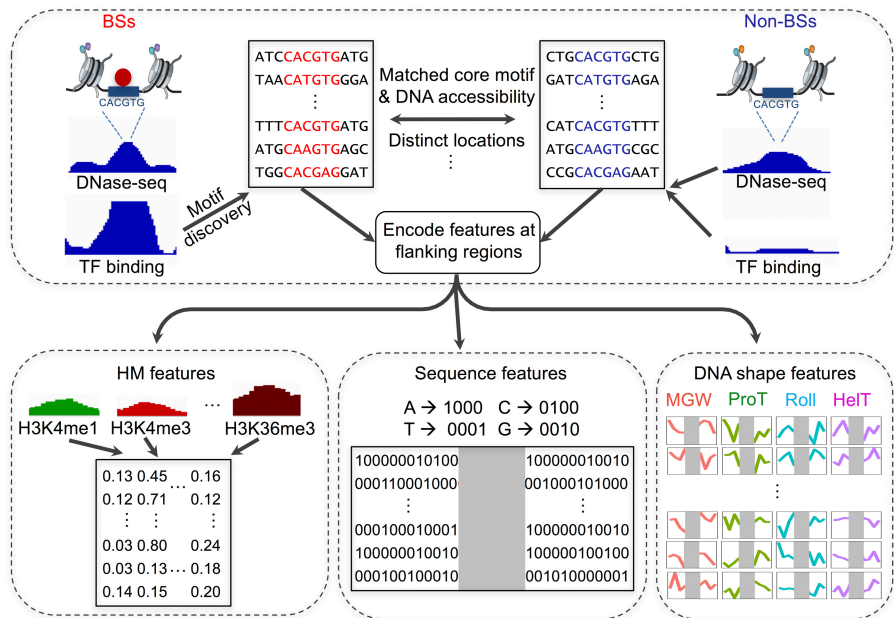 BSs
Non-BSs
CACGTG
DNase-seq
TF binding
Motif
discovery
ATCCACGTGATG
TAACATGTGGGA
⋮
TTTCACGTGATG
ATGCAAGTGAGC
TGGCACGAGGAT
Matched core motif
& DNA accessibility
Distinct locations
⋮
CTGCACGTGCTG
GATCATGTGAGA
⋮
CATCACGTGTTT
ATGCAAGTGCGC
CCGCACGAGAAT
CACGTG
DNase-seq
TF binding
Encode features at
flanking regions
HM features
H3K4me1 H3K4me3 ... H3K36me3
0.13 0.45 ... 0.16
0.12 0.71 0.12
⋮ ⋮ ⋮
0.03 0.80 0.24
0.03 0.13 ... 0.18
0.14 0.15 0.20
Sequence features
A → 1000 C → 0100
T → 0001 G → 0010
100000010100 100000010010
000110001000 001000101000
⋮ ⋮
000100010001 100000010010
100000010010 100000100100
000100100010 001010000001
DNA shape features
MGW ProT Roll HelT
⋮